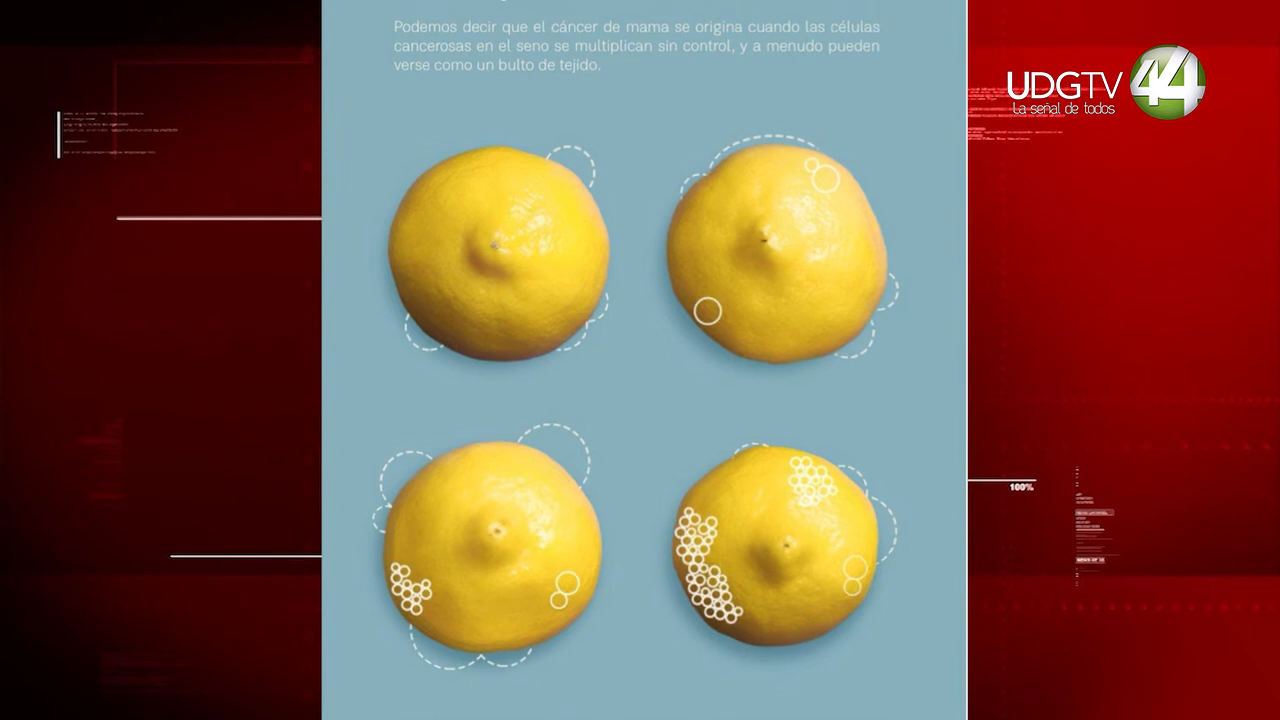 Podemos decir que el cáncer de mama se origina cuando las células
cancerosas en el seno se multiplican sin control, y a menudo pueden
verse como un bulto de tejido.
UDGTV 44
La señal de todos
100%